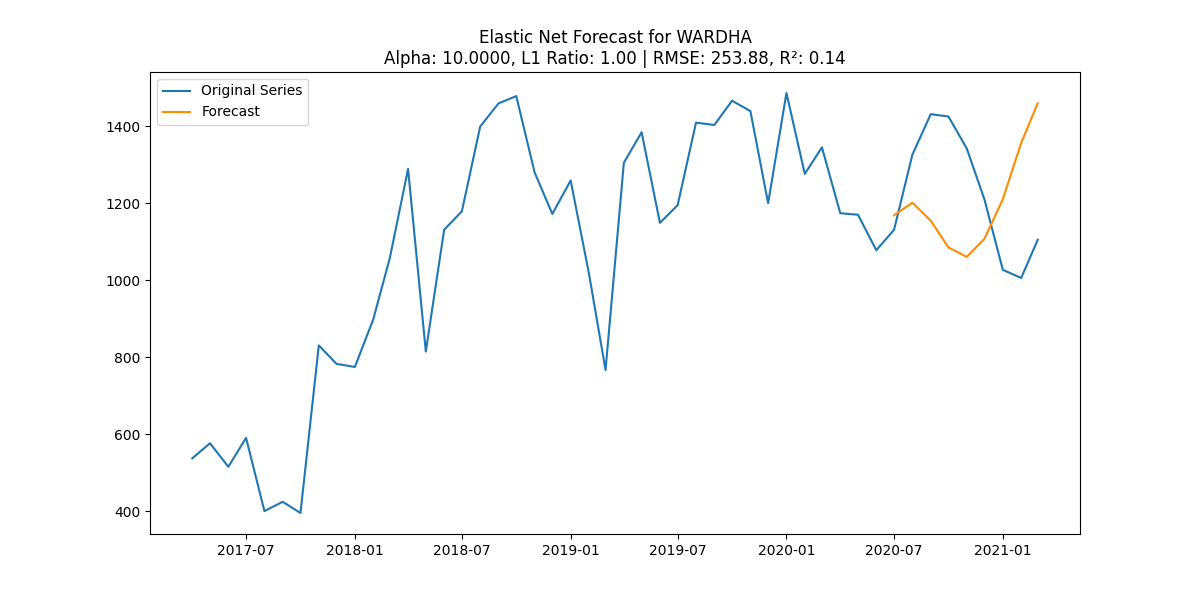 Elastic Net Forecast for WARDHA
Alpha: 10.0000, L1 Ratio: 1.00 | RMSE: 253.88, R²: 0.14
Original Series
Forecast
1400
1200
1000
800
600
400
2017-07 2018-01 2018-07 2019-01 2019-07 2020-01 2020-07 2021-01